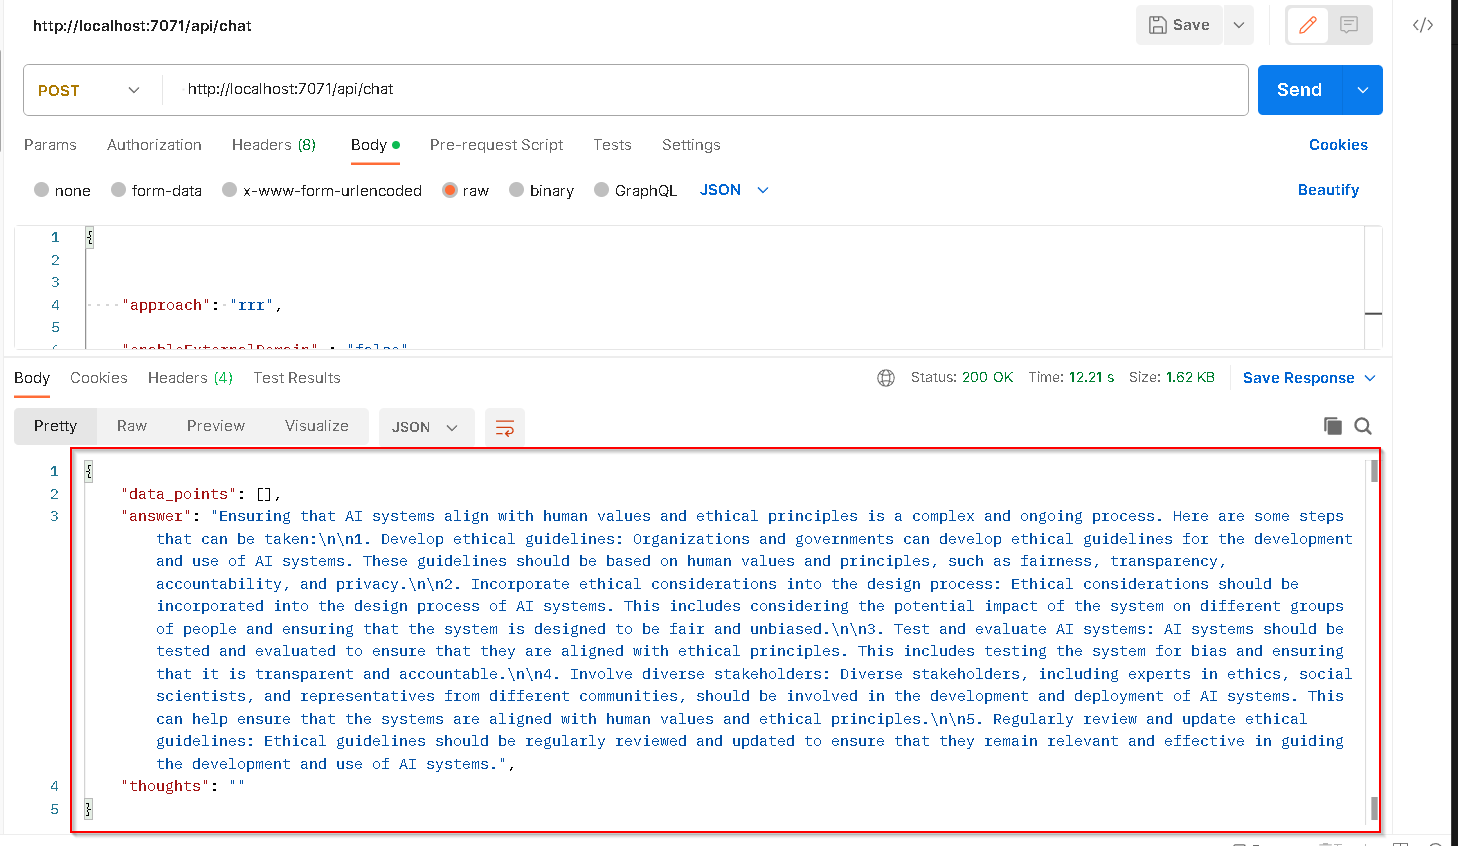 http://localhost:7071/api/chat
Save
</>
POST
http://localhost:7071/api/chat
Send
Params Authorization Headers (8) Body Pre-request Script Tests Settings Cookies
none form-data x-www-form-urlencoded raw binary GraphQL JSON Beautify
1 {
2
3
4 "approach": "rrr",
5
6 "enableExternalDomain" : "false"
Body Cookies Headers (4) Test Results Status: 200 OK Time: 12.21 s Size: 1.62 KB Save Response
Pretty Raw Preview Visualize JSON
1 {
2 "data_points": [],
3 "answer": "Ensuring that AI systems align with human values and ethical principles is a complex and ongoing process. Here are some steps
that can be taken:\n\n1. Develop ethical guidelines: Organizations and governments can develop ethical guidelines for the development
and use of AI systems. These guidelines should be based on human values and principles, such as fairness, transparency,
accountability, and privacy.\n\n2. Incorporate ethical considerations into the design process: Ethical considerations should be
incorporated into the design process of AI systems. This includes considering the potential impact of the system on different groups
of people and ensuring that the system is designed to be fair and unbiased.\n\n3. Test and evaluate AI systems: AI systems should be
tested and evaluated to ensure that they are aligned with ethical principles. This includes testing the system for bias and ensuring
that it is transparent and accountable.\n\n4. Involve diverse stakeholders: Diverse stakeholders, including experts in ethics, social
scientists, and representatives from different communities, should be involved in the development and deployment of AI systems. This
can help ensure that the systems are aligned with human values and ethical principles.\n\n5. Regularly review and update ethical
guidelines: Ethical guidelines should be regularly reviewed and updated to ensure that they remain relevant and effective in guiding
the development and use of AI systems.",
4 "thoughts": ""
5 }